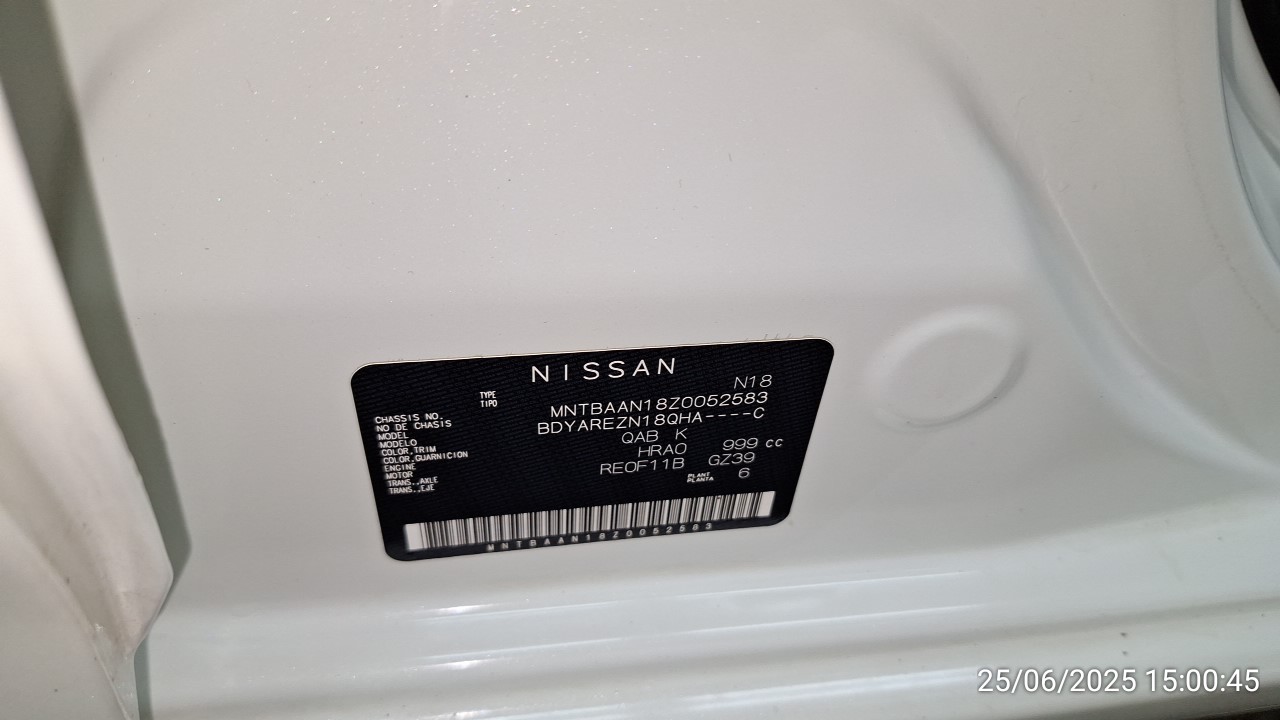 NISSAN
TYPE
TIPO
N18
CHASSIS NO.
NO DE CHASIS
MNTBAAN18Z0052583
MODEL
MODELO
BDYAREZN18QHA----C
COLOR,TRIM
COLOR,GUARNICION
QAB K
ENGINE
MOTOR
HRA0 999 cc
TRANS.,AXLE
TRANS.,EJE
RE0F11B GZ39
PLANT
PLANTA
6
MNTBAAN18Z0052583
25/06/2025 15:00:45